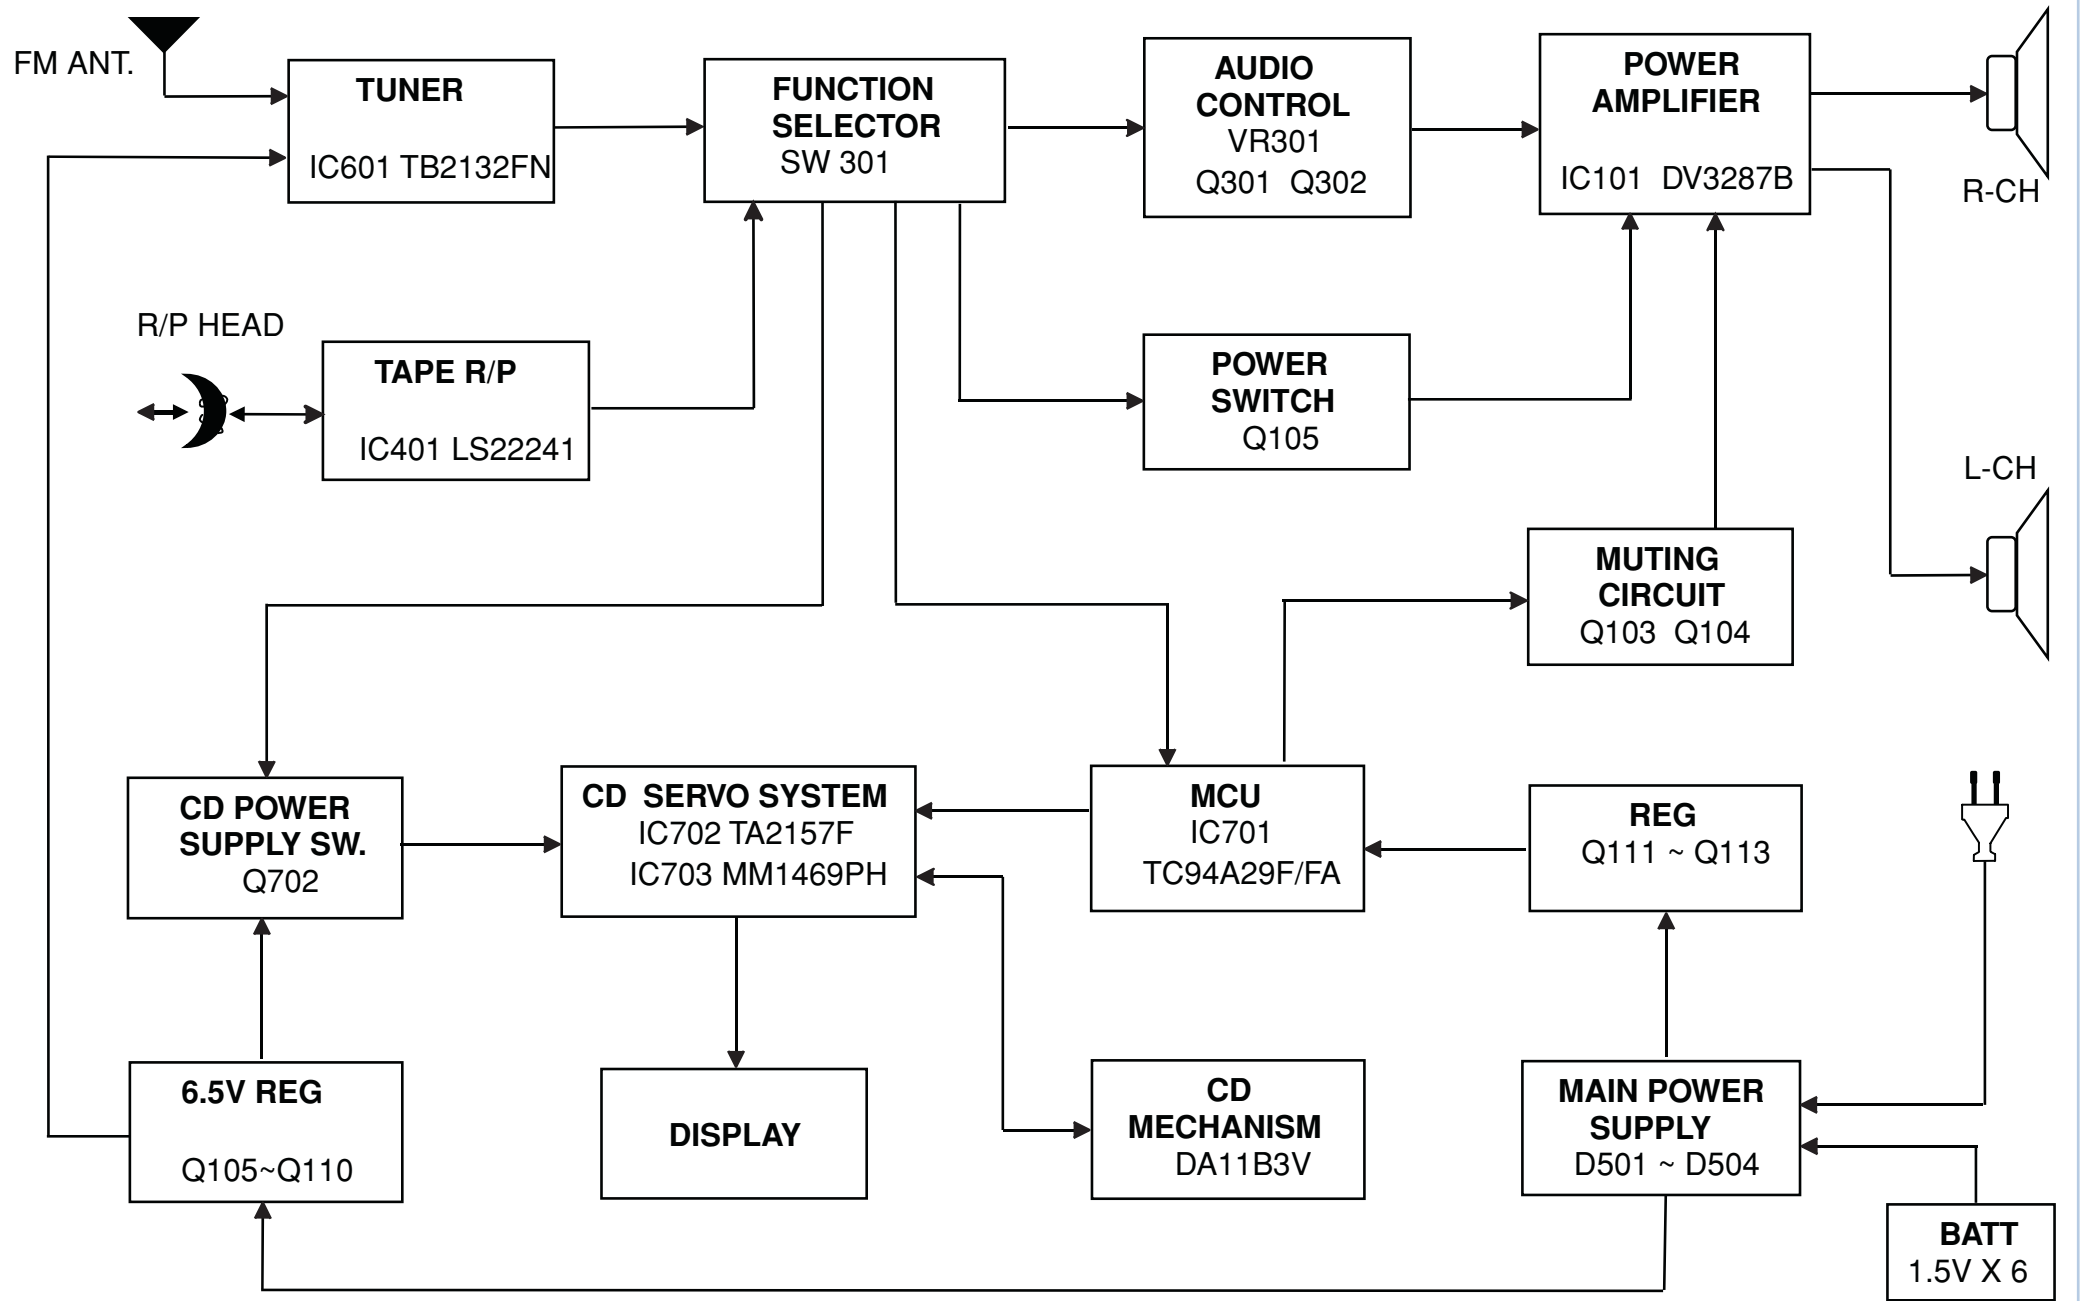 FM ANT.
TUNER
IC601 TB2132FN
FUNCTION
SELECTOR
SW 301
AUDIO
CONTROL
VR301
Q301 Q302
POWER
AMPLIFIER
IC101 DV3287B
R-CH
R/P HEAD
TAPE R/P
IC401 LS22241
POWER
SWITCH
Q105
L-CH
MUTING
CIRCUIT
Q103 Q104
CD POWER
SUPPLY SW.
Q702
CD SERVO SYSTEM
IC702 TA2157F
IC703 MM1469PH
MCU
IC701
TC94A29F/FA
REG
Q111 ~ Q113
6.5V REG
Q105~Q110
DISPLAY
CD
MECHANISM
DA11B3V
MAIN POWER
SUPPLY
D501 ~ D504
BATT
1.5V X 6